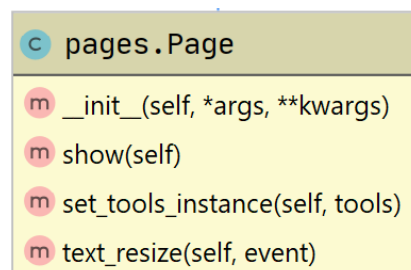 c pages.Page
m __init__(self, *args, **kwargs)
m show(self)
m set_tools_instance(self, tools)
m text_resize(self, event)